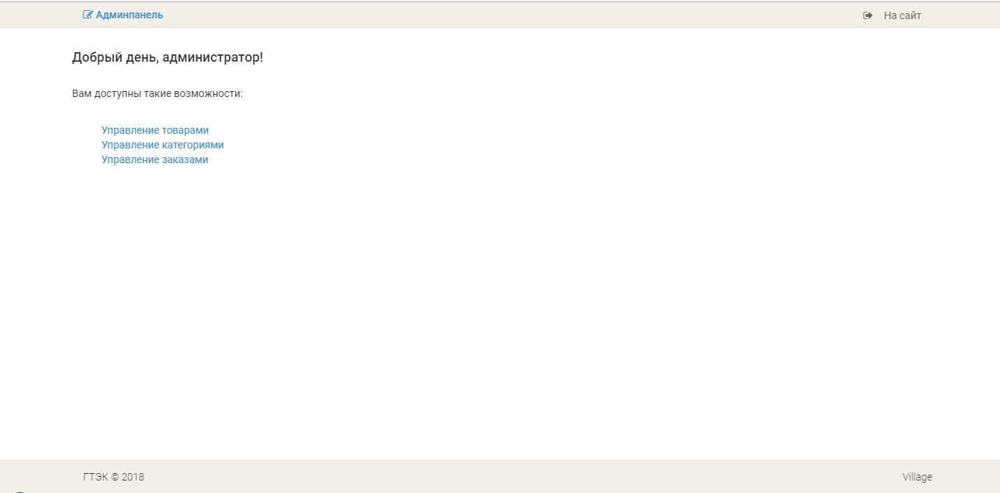 Админпанель
На сайт
Добрый день, администратор!
Вам доступны такие возможности:
Управление товарами
Управление категориями
Управление заказами
ГТЭК © 2018
Village